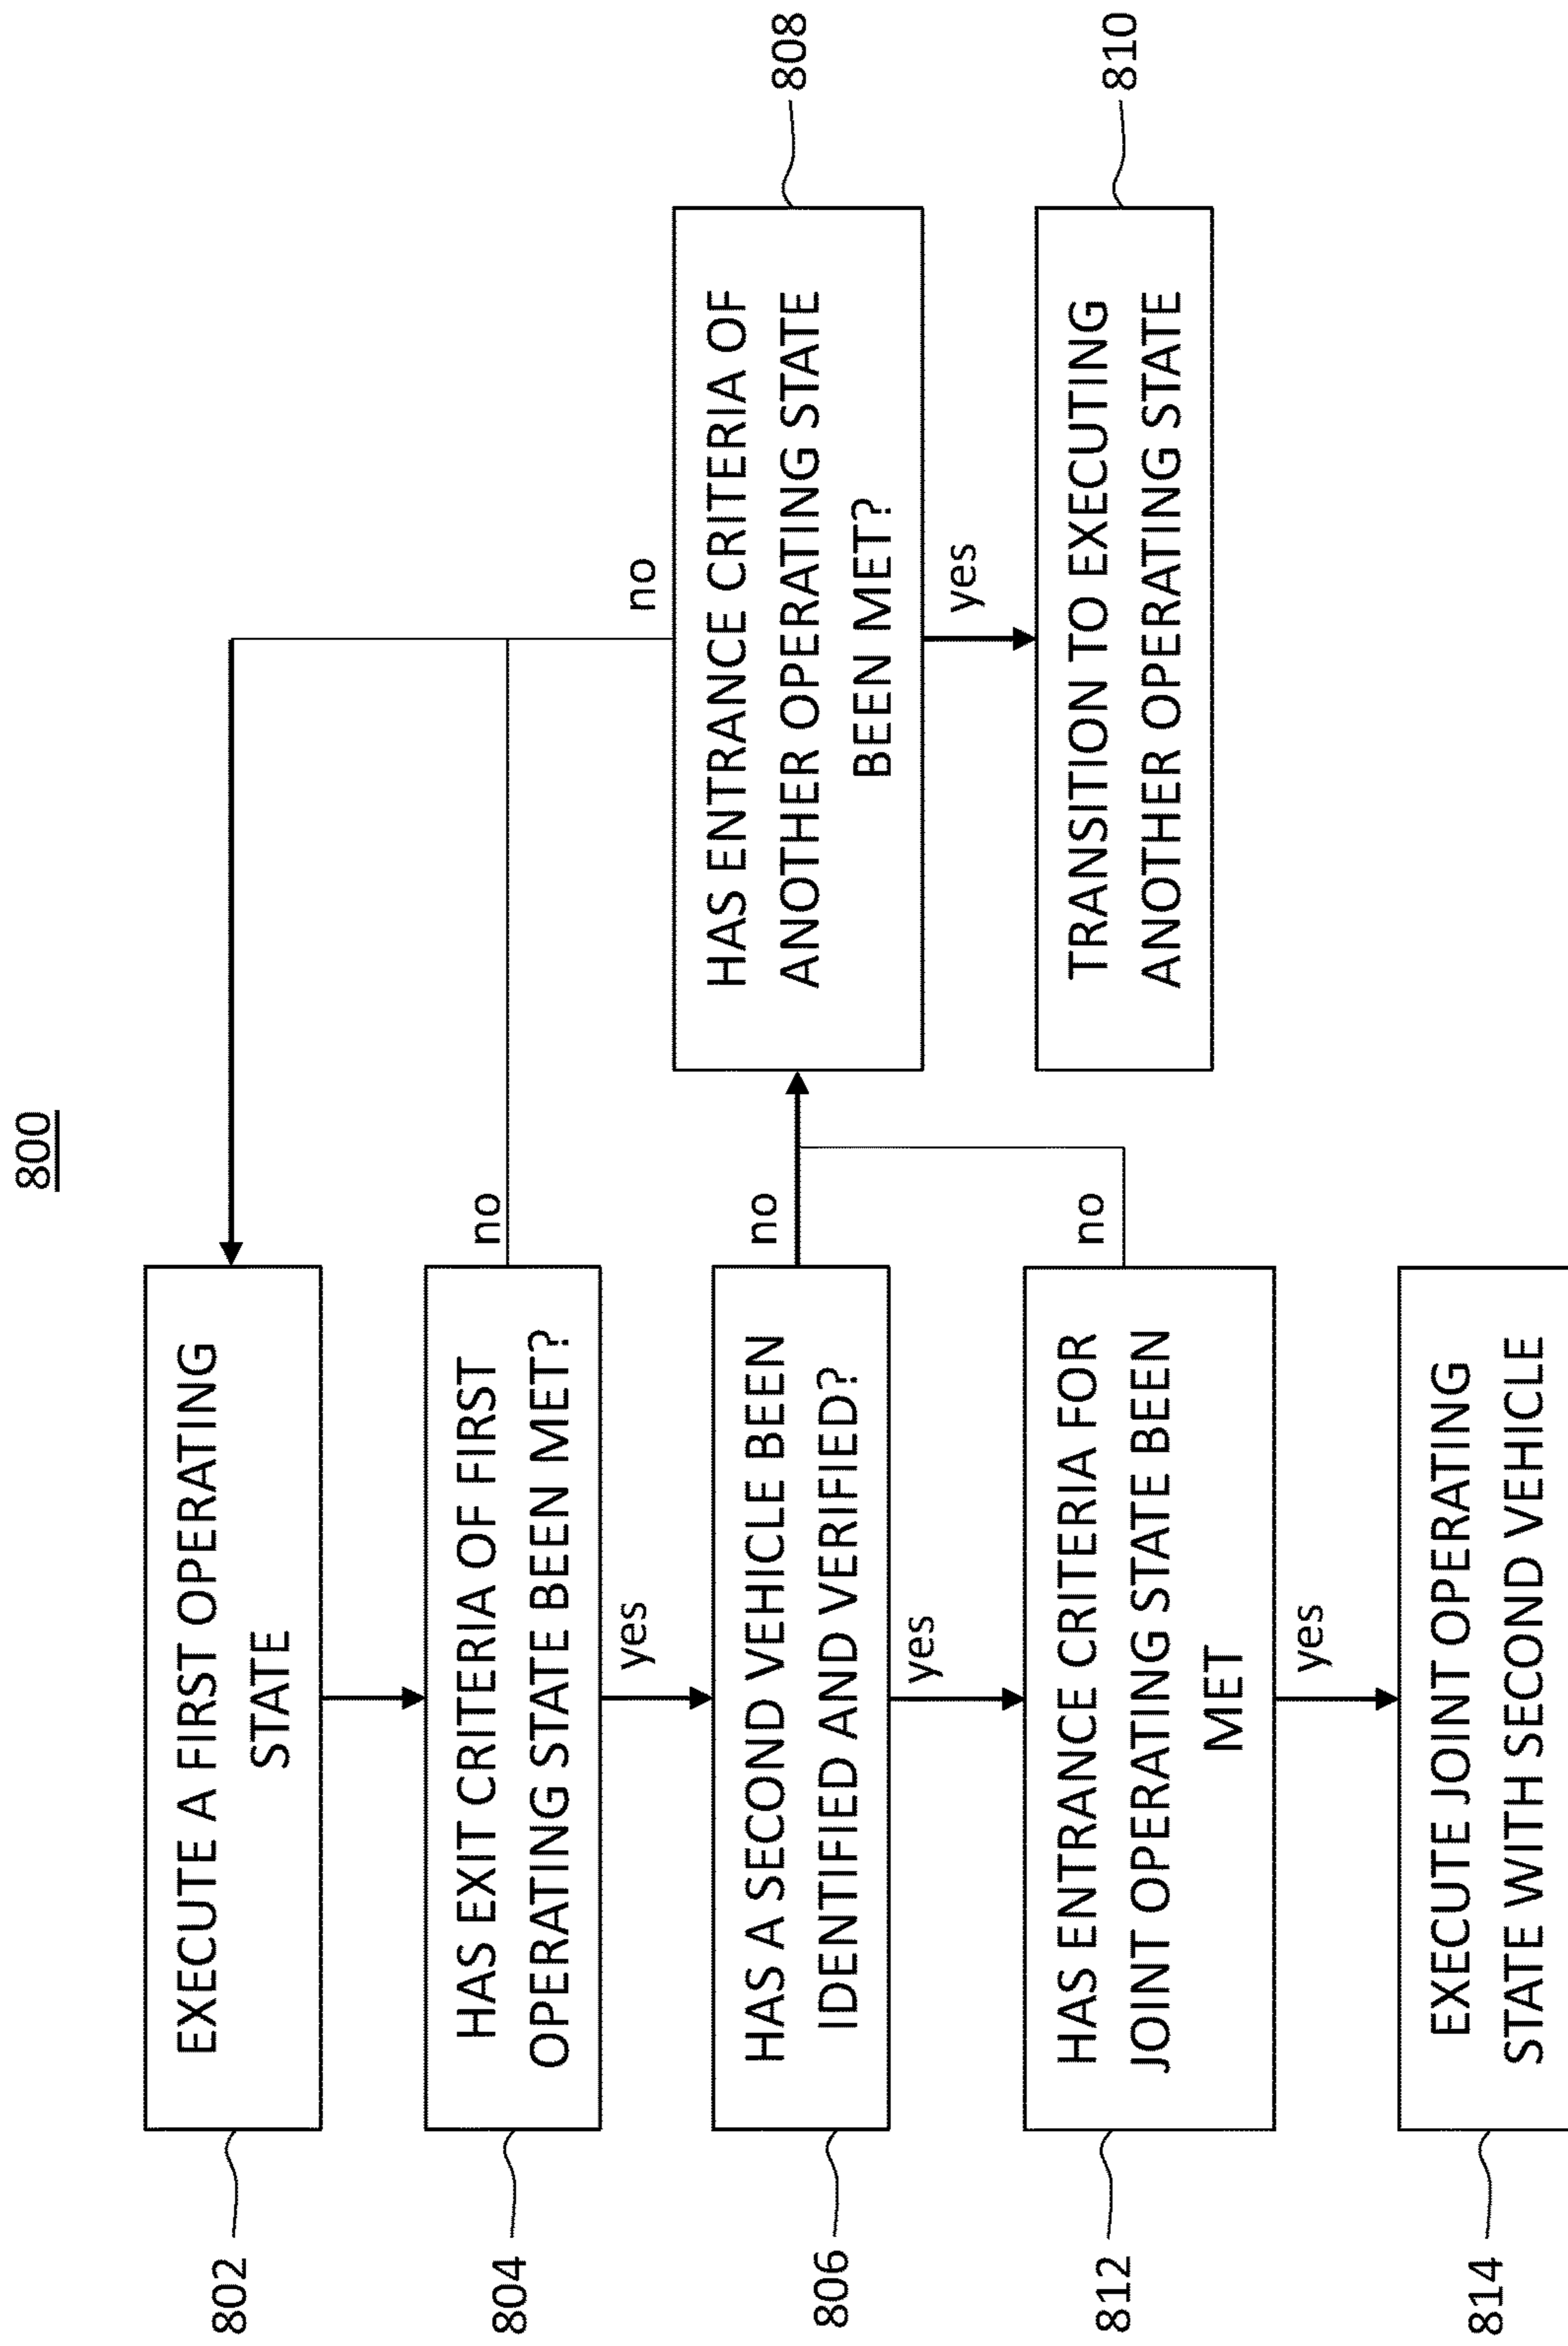 800
802
EXECUTE A FIRST OPERATING
STATE
804
HAS EXIT CRITERIA OF FIRST
OPERATING STATE BEEN MET?
no
yes
806
HAS A SECOND VEHICLE BEEN
IDENTIFIED AND VERIFIED?
no
yes
812
HAS ENTRANCE CRITERIA FOR
JOINT OPERATING STATE BEEN
MET
no
yes
814
EXECUTE JOINT OPERATING
STATE WITH SECOND VEHICLE
no
HAS ENTRANCE CRITERIA OF
ANOTHER OPERATING STATE
BEEN MET?
808
yes
TRANSITION TO EXECUTING
ANOTHER OPERATING STATE
810